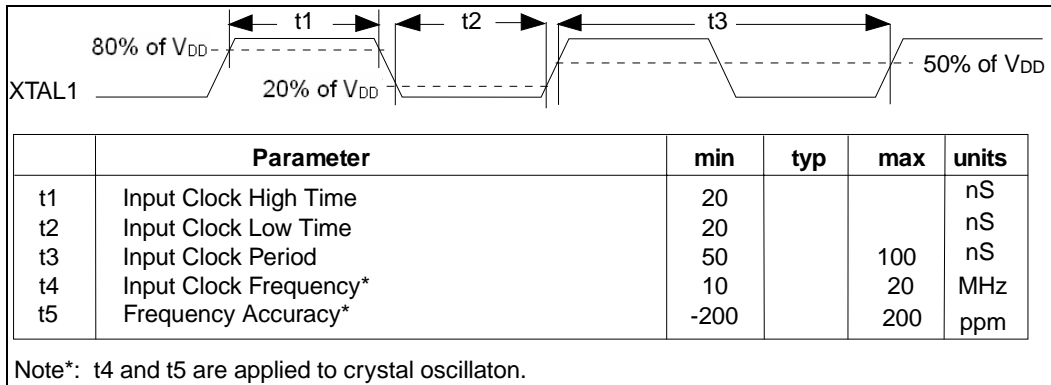 t1 t2 t3
80% of VDD
50% of VDD
XTAL1 20% of VDD
Parameter min typ max units
t1 Input Clock High Time 20 nS
t2 Input Clock Low Time 20 nS
t3 Input Clock Period 50 100 nS
t4 Input Clock Frequency* 10 20 MHz
t5 Frequency Accuracy* -200 200 ppm
Note*: t4 and t5 are applied to crystal oscillaton.